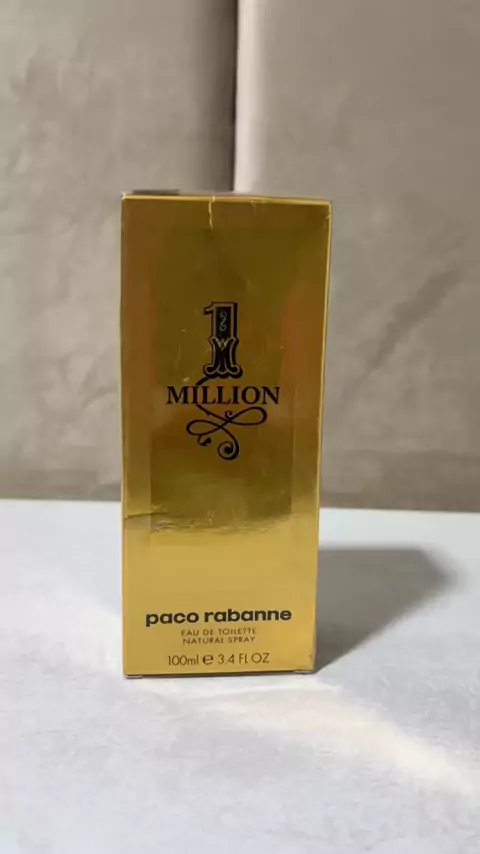 1
MILLION
paco rabanne
EAU DE TOILETTE
NATURAL SPRAY
100ml ℮ 3.4 FL OZ